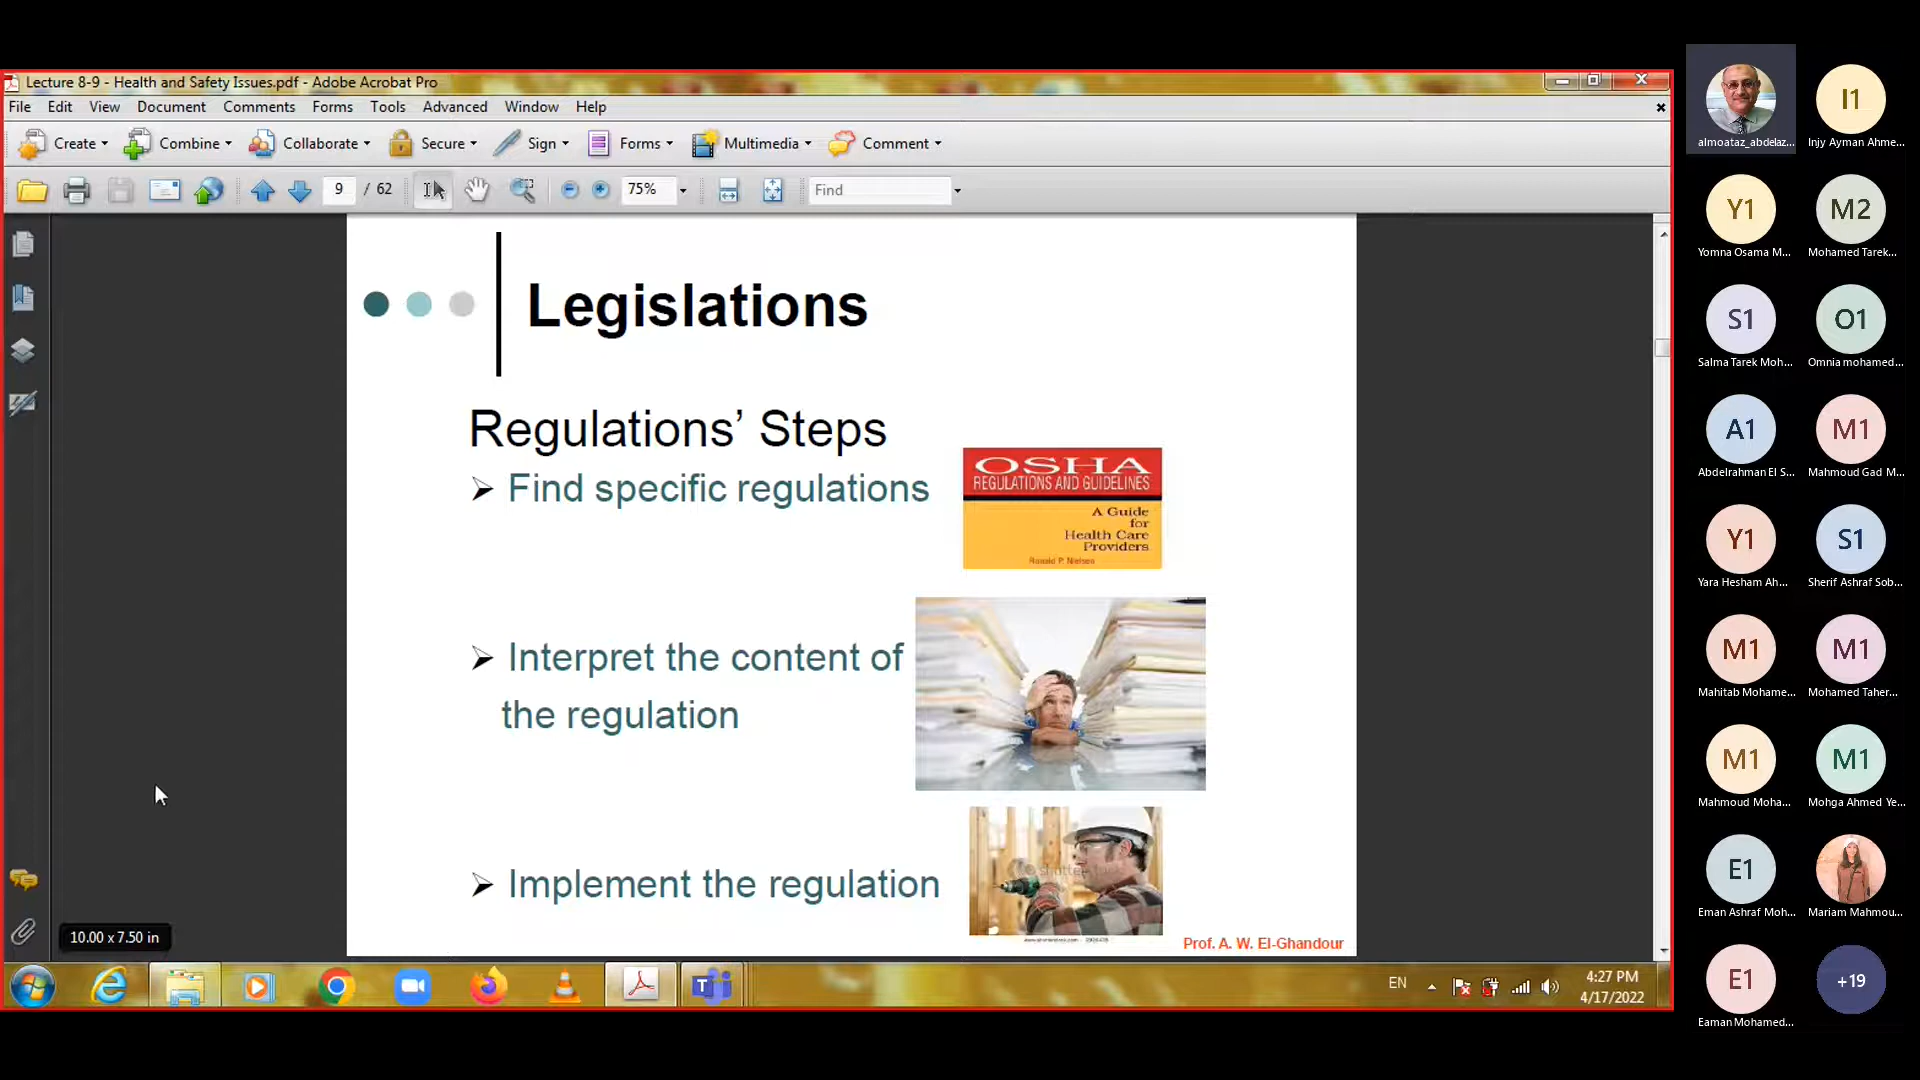 Lecture 8-9 - Health and Safety Issues.pdf - Adobe Acrobat Pro
File Edit View Document Comments Forms Tools Advanced Window Help
Create Combine Collaborate Secure Sign Forms Multimedia Comment
9 / 62 75% Find
Legislations
Regulations’ Steps
Find specific regulations
OSHA
REGULATIONS AND GUIDELINES
A Guide
for
Health Care
Providers
Ronald P. Nielsen
Interpret the content of
the regulation
Implement the regulation
Prof. A. W. El-Ghandour
10.00 x 7.50 in
EN
4:27 PM
4/17/2022
almoataz_abdelaz...
I1
Injy Ayman Ahme...
Y1
Yomna Osama M...
M2
Mohamed Tarek...
S1
Salma Tarek Moh...
O1
Omnia mohamed...
A1
Abdelrahman El S...
M1
Mahmoud Gad M...
Y1
Yara Hesham Ah...
S1
Sherif Ashraf Sob...
M1
Mahitab Mohame...
M1
Mohamed Taher...
M1
Mahmoud Moha...
M1
Mohga Ahmed Ye...
E1
Eman Ashraf Moh...
Mariam Mahmou...
E1
Eaman Mohamed...
+19